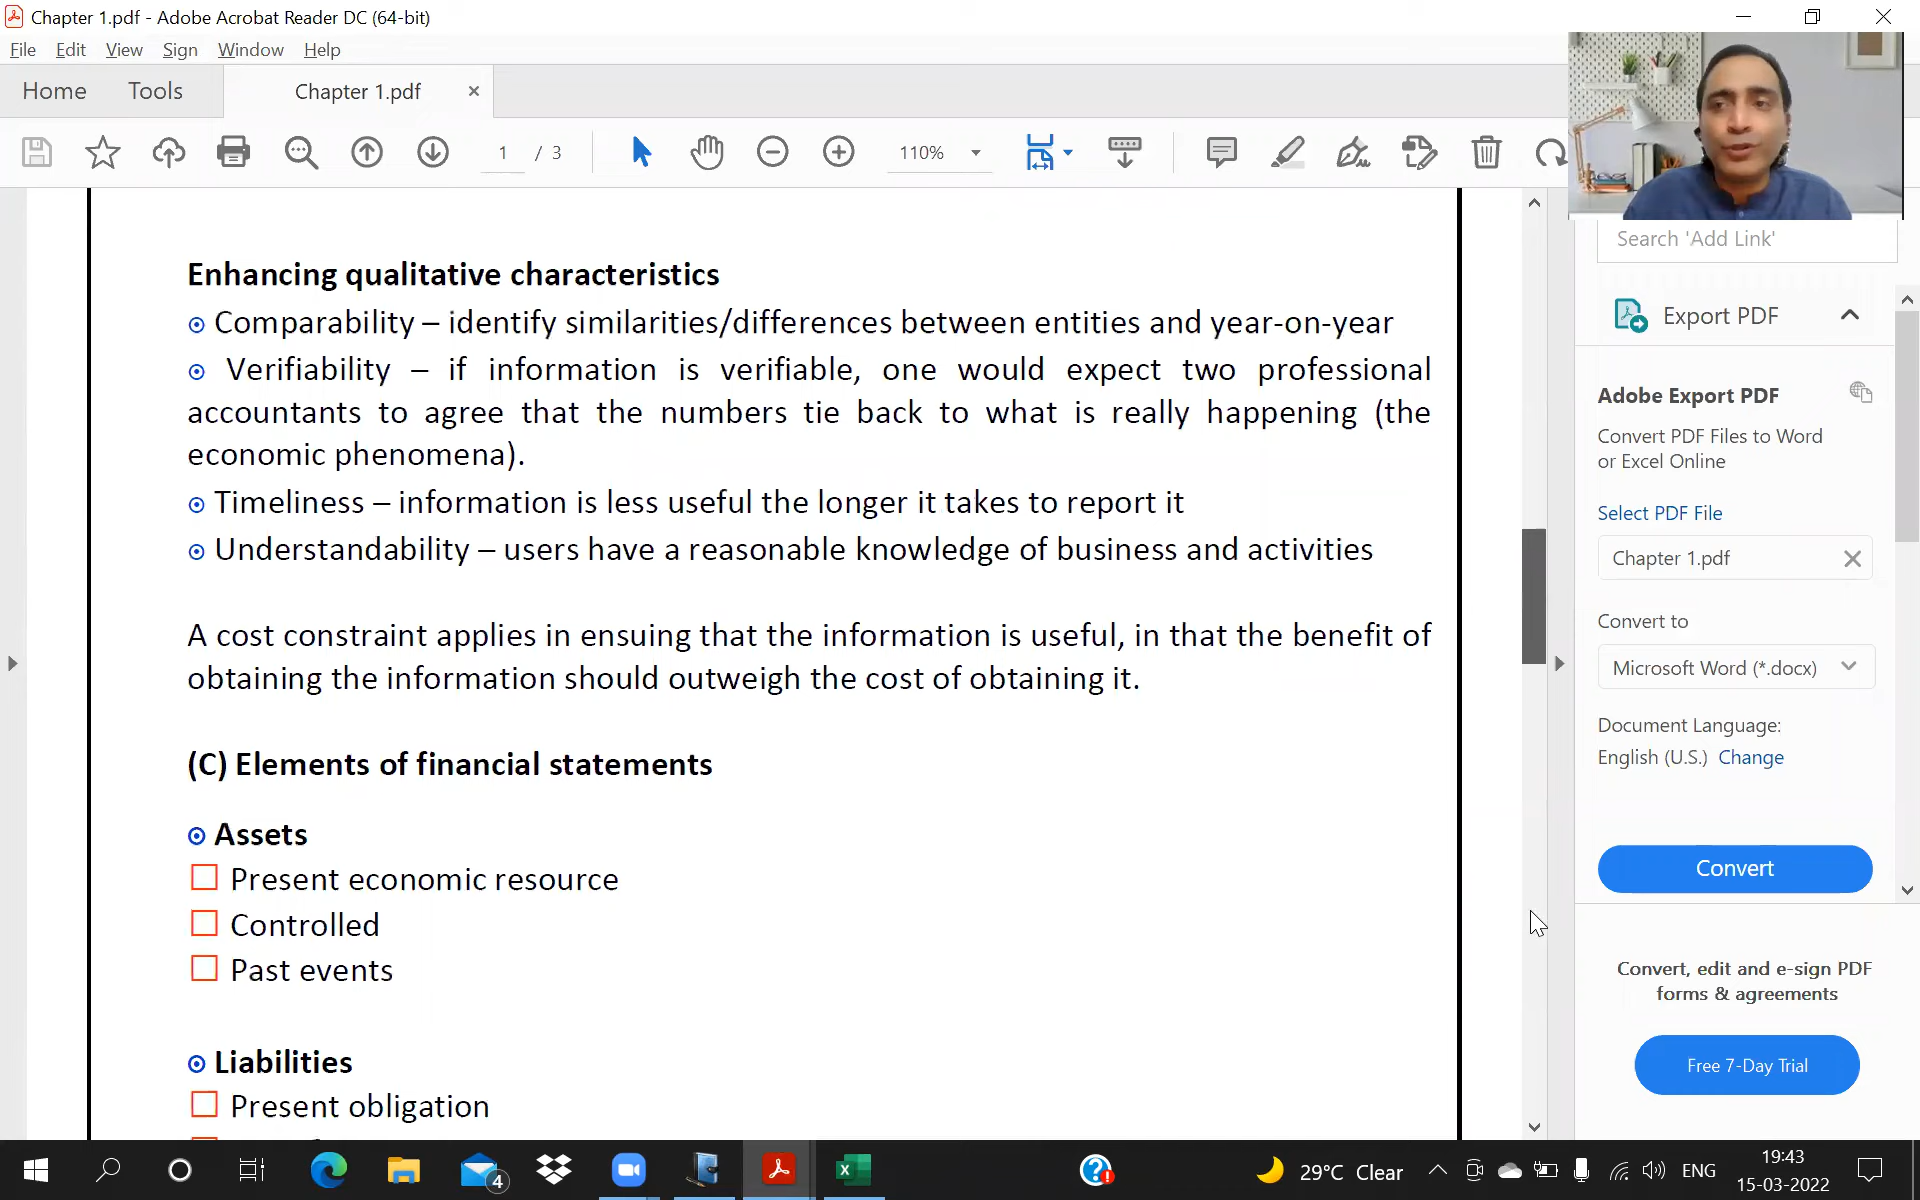 Chapter 1.pdf - Adobe Acrobat Reader DC (64-bit)
File Edit View Sign Window Help
Home Tools Chapter 1.pdf
1 / 3 110%
Search 'Add Link'
Enhancing qualitative characteristics
Comparability – identify similarities/differences between entities and year-on-year
Verifiability – if information is verifiable, one would expect two professional
accountants to agree that the numbers tie back to what is really happening (the
economic phenomena).
Timeliness – information is less useful the longer it takes to report it
Understandability – users have a reasonable knowledge of business and activities
A cost constraint applies in ensuing that the information is useful, in that the benefit of
obtaining the information should outweigh the cost of obtaining it.
(C) Elements of financial statements
Assets
Present economic resource
Controlled
Past events
Liabilities
Present obligation
Export PDF
Adobe Export PDF
Convert PDF Files to Word
or Excel Online
Select PDF File
Chapter 1.pdf
Convert to
Microsoft Word (*.docx)
Document Language:
English (U.S.) Change
Convert
Convert, edit and e-sign PDF
forms & agreements
Free 7-Day Trial
4
29°C Clear
ENG
19:43
15-03-2022